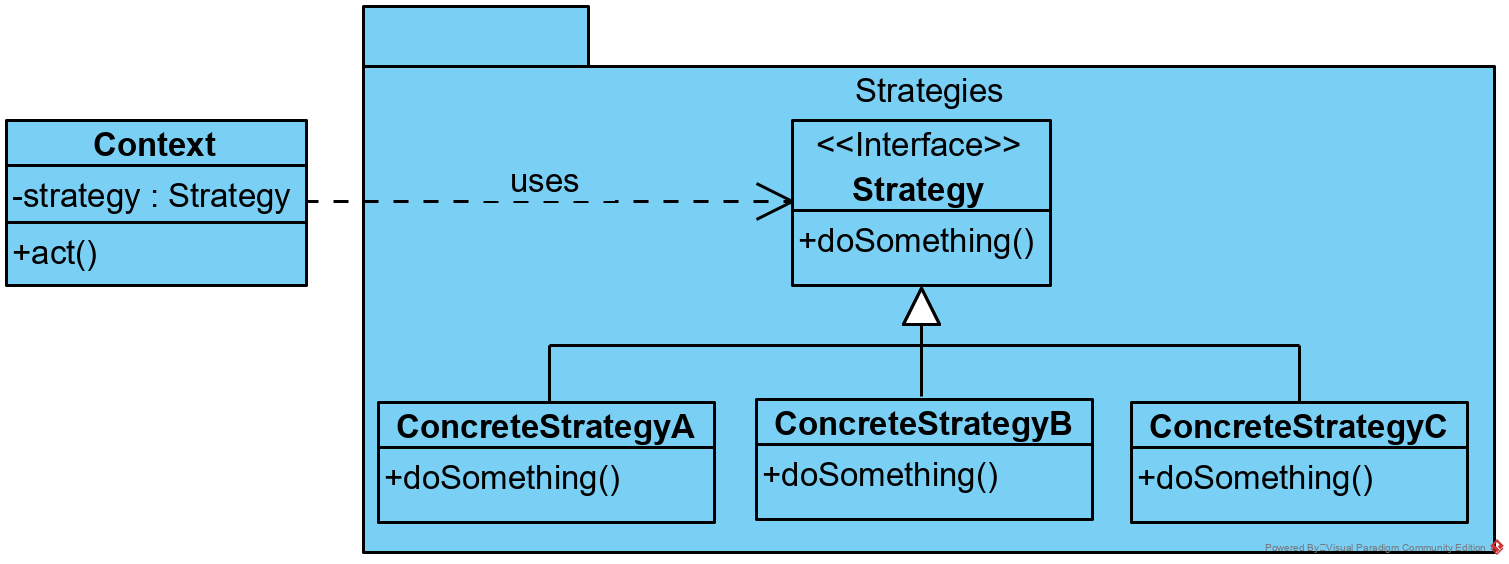 Strategies
Context
-strategy : Strategy
+act()
uses
<<Interface>>
Strategy
+doSomething()
ConcreteStrategyA
+doSomething()
ConcreteStrategyB
+doSomething()
ConcreteStrategyC
+doSomething()
Powered By Visual Paradigm Community Edition